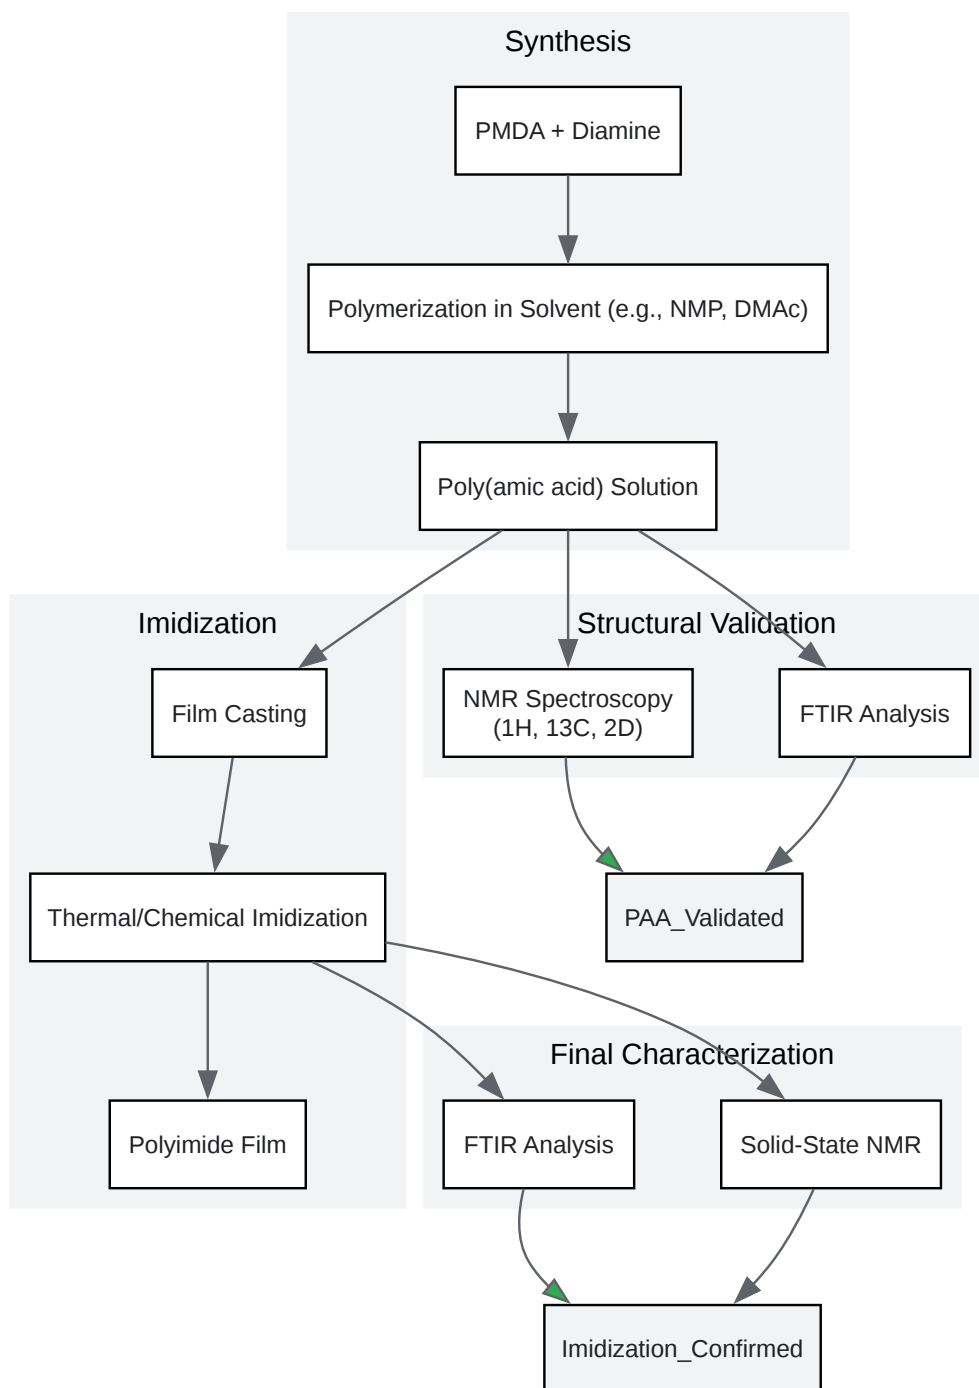 Synthesis
PMDA + Diamine
Polymerization in Solvent (e.g., NMP, DMAc)
Poly(amic acid) Solution
Imidization
Film Casting
Thermal/Chemical Imidization
Polyimide Film
Structural Validation
NMR Spectroscopy
(1H, 13C, 2D)
FTIR Analysis
PAA_Validated
Final Characterization
FTIR Analysis
Solid-State NMR
Imidization_Confirmed